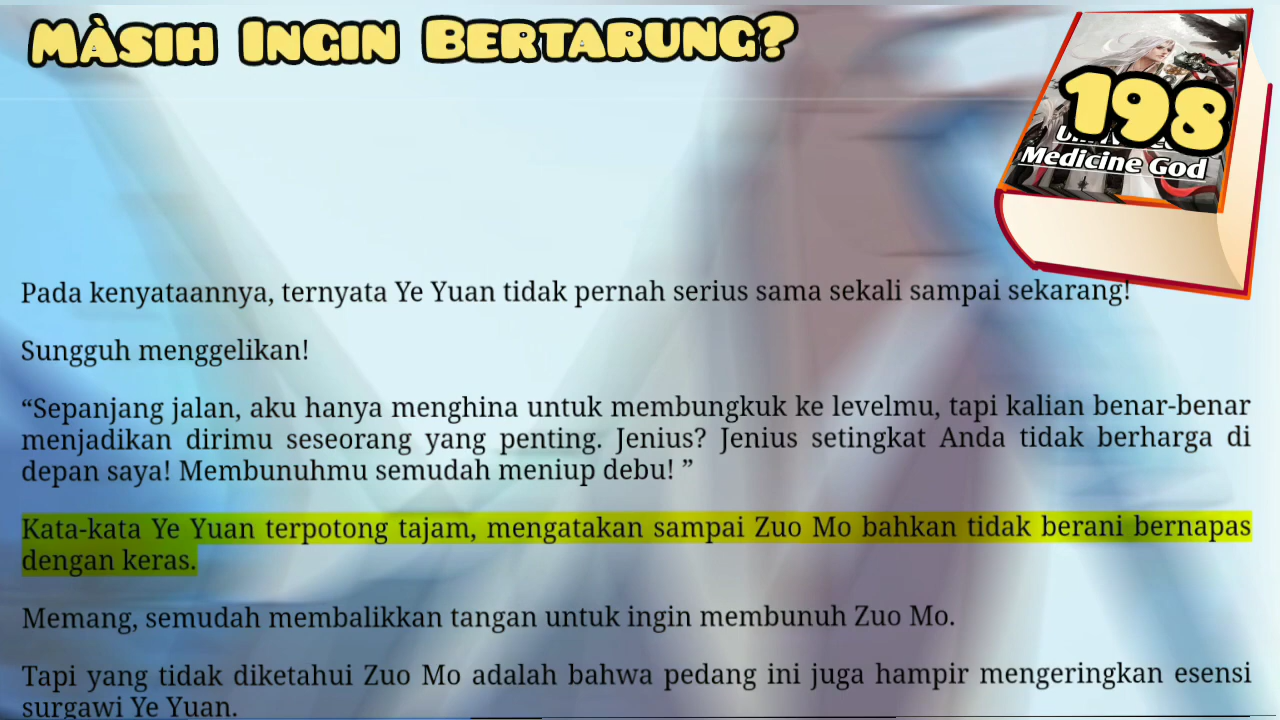 Màsih Ingin Bertarung?
198
Medicine God
Pada kenyataannya, ternyata Ye Yuan tidak pernah serius sama sekali sampai sekarang!
Sungguh menggelikan!
“Sepanjang jalan, aku hanya menghina untuk membungkuk ke levelmu, tapi kalian benar-benar
menjadikan dirimu seseorang yang penting. Jenius? Jenius setingkat Anda tidak berharga di
depan saya! Membunuhmu semudah meniup debu! ”
Kata-kata Ye Yuan terpotong tajam, mengatakan sampai Zuo Mo bahkan tidak berani bernapas
dengan keras.
Memang, semudah membalikkan tangan untuk ingin membunuh Zuo Mo.
Tapi yang tidak diketahui Zuo Mo adalah bahwa pedang ini juga hampir mengeringkan esensi
surgawi Ye Yuan.